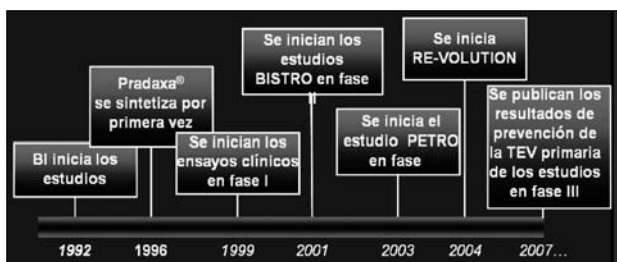 BI inicia los
estudios
Pradaxa®
se sintetiza por
primera vez
Se inician los
ensayos clínicos
en fase I
Se inician los
estudios
BISTRO en fase
II
Se inicia el
estudio PETRO
en fase
Se inicia
RE-VOLUTION
Se publican los
resultados de
prevención de
la TEV primaria
de los estudios
en fase III
1992 1996 1999 2001 2003 2004 2007...